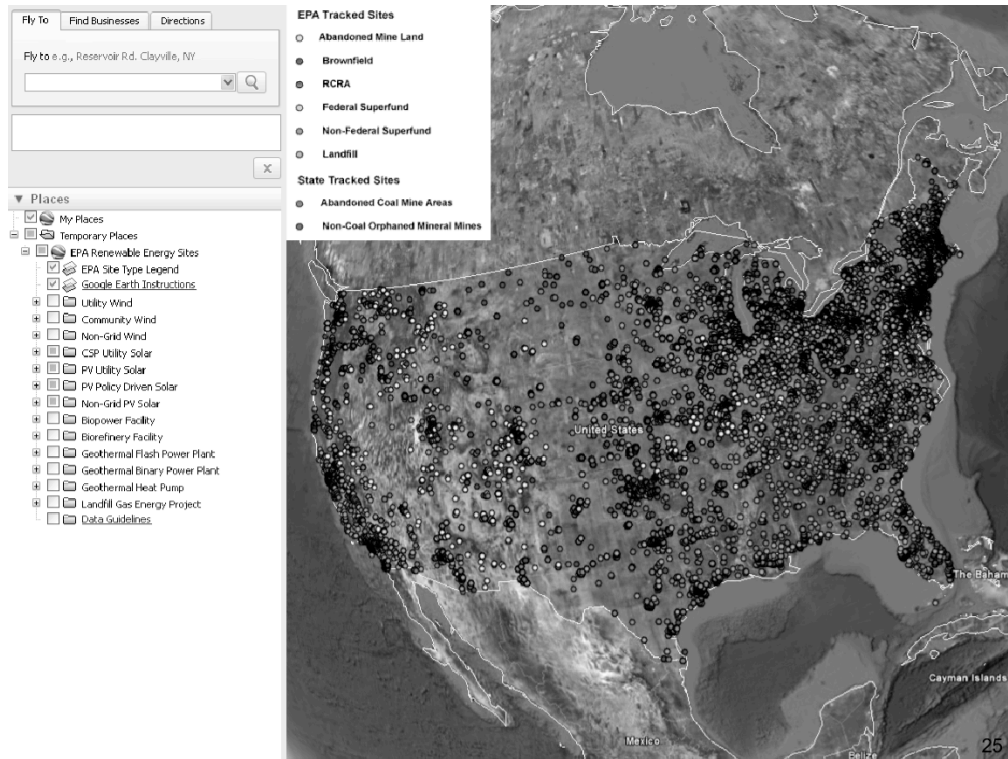 Fly To
Find Businesses
Directions
Fly to e.g., Reservoir Rd. Clayville, NY
X
▼ Places
My Places
Temporary Places
EPA Renewable Energy Sites
EPA Site Type Legend
Google Earth Instructions
Utility Wind
Community Wind
Non-Grid Wind
CSP Utility Solar
PV Utility Solar
PV Policy Driven Solar
Non-Grid PV Solar
Biopower Facility
Biorefinery Facility
Geothermal Flash Power Plant
Geothermal Binary Power Plant
Geothermal Heat Pump
Landfill Gas Energy Project
Data Guidelines
EPA Tracked Sites
Abandoned Mine Land
Brownfield
RCRA
Federal Superfund
Non-Federal Superfund
Landfill
State Tracked Sites
Abandoned Coal Mine Areas
Non-Coal Orphaned Mineral Mines
United States
The Baham
Cayman Islands
Mexico
Belize
25